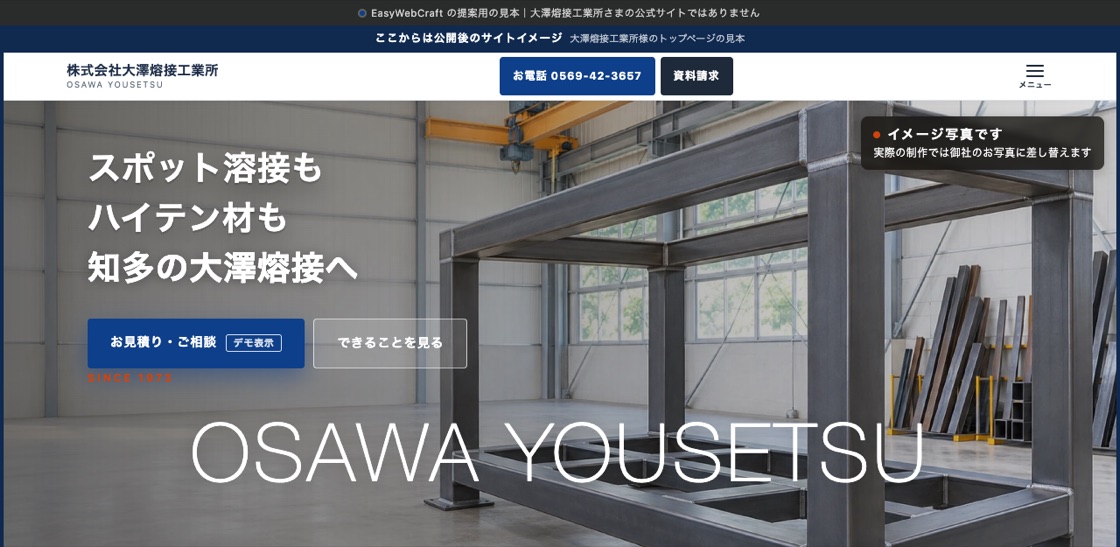 EasyWebCraft の提案用の見本｜大澤熔接工業所さまの公式サイトではありません
ここからは公開後のサイトイメージ 大澤熔接工業所様のトップページの見本
株式会社大澤熔接工業所
OSAWA YOUSETSU
お電話 0569-42-3657
資料請求
メニュー
イメージ写真です
実際の制作では御社のお写真に差し替えます
スポット溶接も
ハイテン材も
知多の大澤熔接へ
お見積り・ご相談 デモ表示
できることを見る
SINCE
OSAWA YOUSETSU